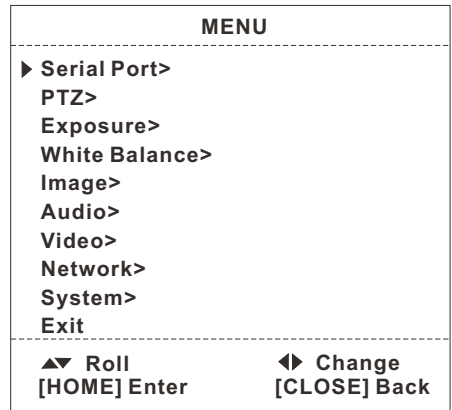 MENU
Serial Port>
PTZ>
Exposure>
White Balance>
Image>
Audio>
Video>
Network>
System>
Exit
▲▼ Roll ◀▶ Change
[HOME] Enter [CLOSE] Back